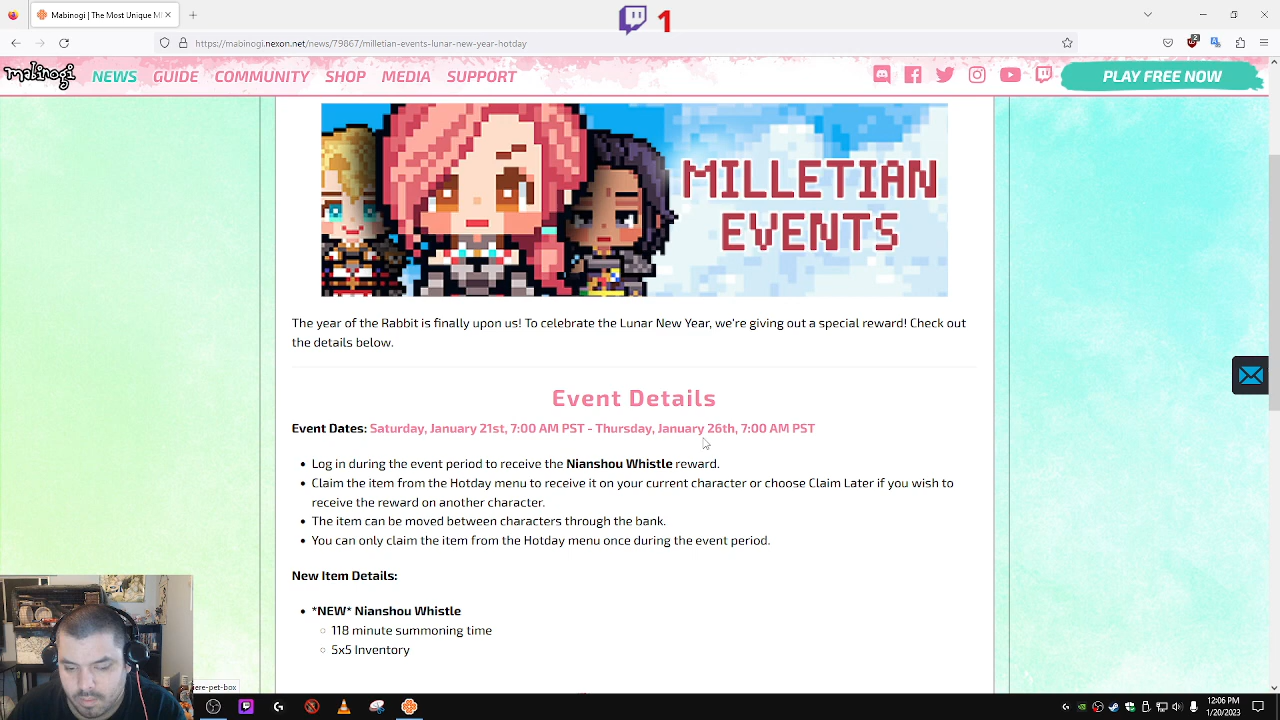 1
Mabinogi | The Most Unique M
https://mabinogi.nexon.net/news/79867/milletian-events-lunar-new-year-hotday
mabinogi NEWS GUIDE COMMUNITY SHOP MEDIA SUPPORT PLAY FREE NOW
MILLETIAN
EVENTS
The year of the Rabbit is finally upon us! To celebrate the Lunar New Year, we're giving out a special reward! Check out
the details below.
Event Details
Event Dates: Saturday, January 21st, 7:00 AM PST - Thursday, January 26th, 7:00 AM PST
Log in during the event period to receive the Nianshou Whistle reward.
Claim the item from the Hotday menu to receive it on your current character or choose Claim Later if you wish to
receive the reward on another character.
The item can be moved between characters through the bank.
You can only claim the item from the Hotday menu once during the event period.
New Item Details:
*NEW* Nianshou Whistle
118 minute summoning time
5x5 Inventory
ere-pet-box
12:06 PM
1/20/2023